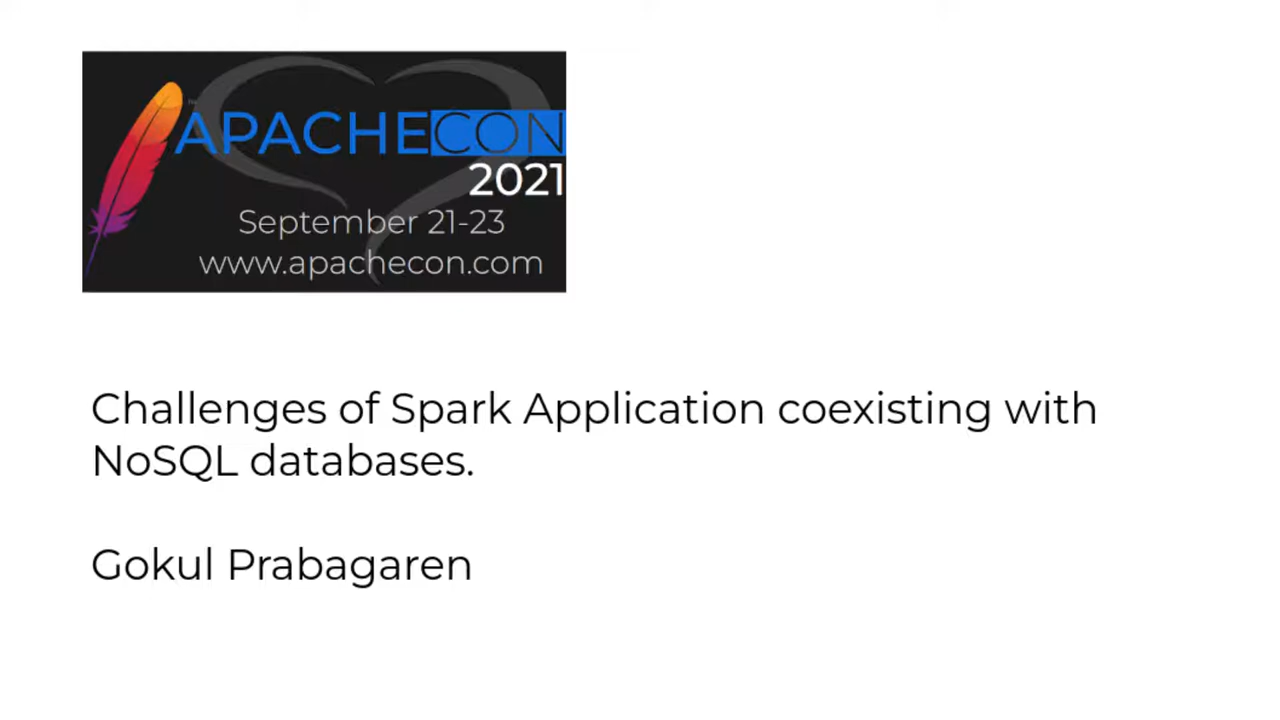 APACHECON
2021
September 21-23
www.apachecon.com
Challenges of Spark Application coexisting with
NoSQL databases.
Gokul Prabagaren